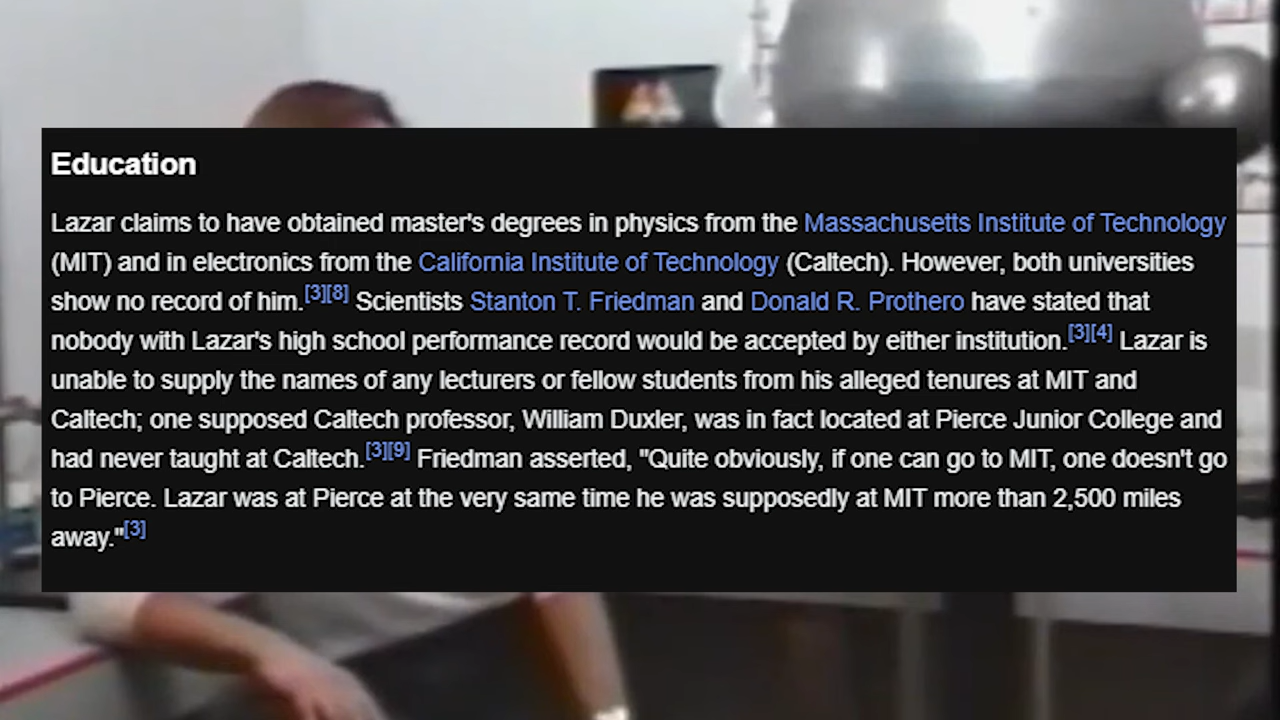 Education
Lazar claims to have obtained master's degrees in physics from the Massachusetts Institute of Technology
(MIT) and in electronics from the California Institute of Technology (Caltech). However, both universities
show no record of him.[3][8] Scientists Stanton T. Friedman and Donald R. Prothero have stated that
nobody with Lazar's high school performance record would be accepted by either institution.[3][4] Lazar is
unable to supply the names of any lecturers or fellow students from his alleged tenures at MIT and
Caltech; one supposed Caltech professor, William Duxler, was in fact located at Pierce Junior College and
had never taught at Caltech.[3][9] Friedman asserted, "Quite obviously, if one can go to MIT, one doesn't go
to Pierce. Lazar was at Pierce at the very same time he was supposedly at MIT more than 2,500 miles
away."[3]